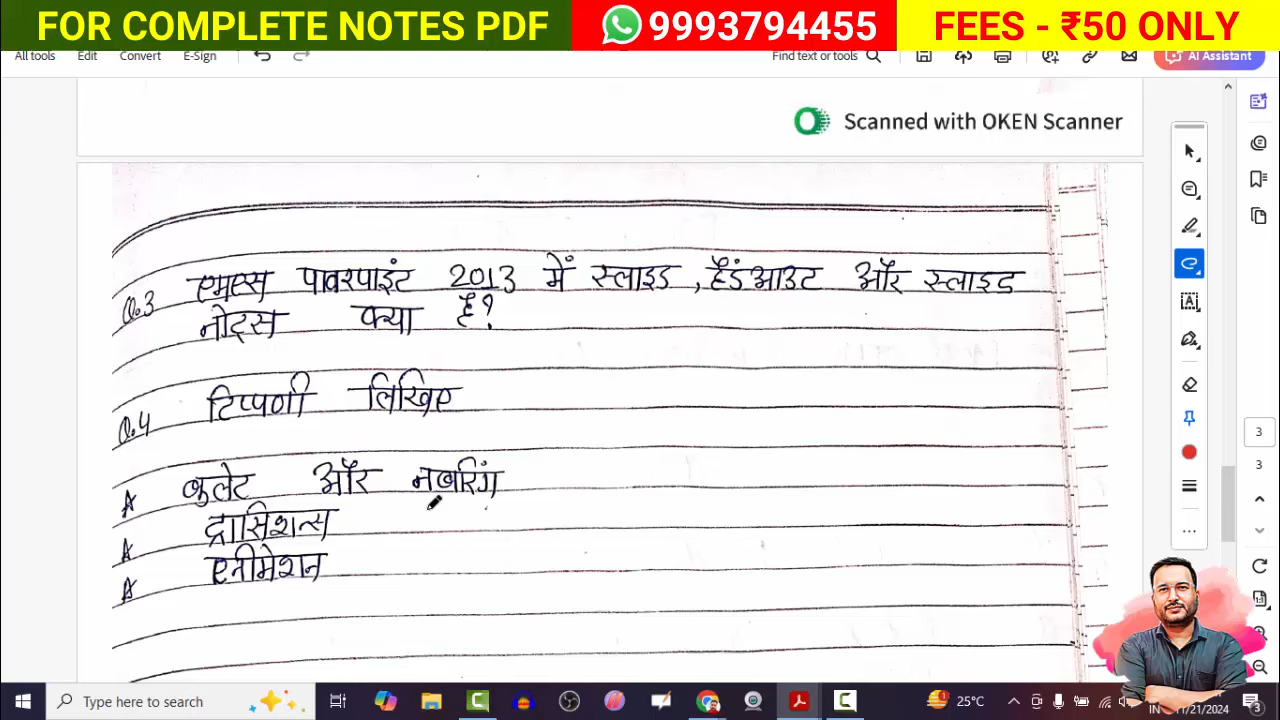 FOR COMPLETE NOTES PDF 9993794455 FEES - ₹50 ONLY
All tools Edit Convert E-Sign Find text or tools AI Assistant
Scanned with OKEN Scanner
Q.3 एमएस पावरपाइंट 2013 में स्लाइड, हैंडआउट और स्लाइड
नोट्स क्या है?
Q.4 टिप्पणी लिखिए
A बुलेट और नबरिंग
A ट्रासिशन्स
A एनीमेशन
3
3
Type here to search 25°C IN 11/21/2024